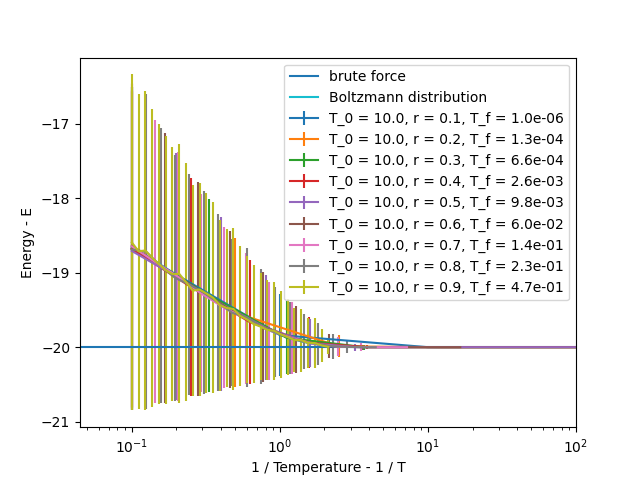 brute force
Boltzmann distribution
T_0 = 10.0, r = 0.1, T_f = 1.0e-06
T_0 = 10.0, r = 0.2, T_f = 1.3e-04
T_0 = 10.0, r = 0.3, T_f = 6.6e-04
T_0 = 10.0, r = 0.4, T_f = 2.6e-03
T_0 = 10.0, r = 0.5, T_f = 9.8e-03
T_0 = 10.0, r = 0.6, T_f = 6.0e-02
T_0 = 10.0, r = 0.7, T_f = 1.4e-01
T_0 = 10.0, r = 0.8, T_f = 2.3e-01
T_0 = 10.0, r = 0.9, T_f = 4.7e-01
Energy - E
−17
−18
−19
−20
−21
10⁻¹ 10⁰ 10¹ 10²
1 / Temperature - 1 / T